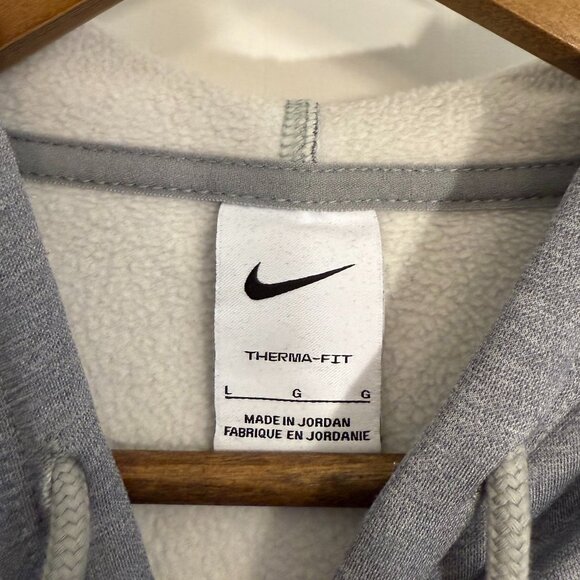 THERMA-FIT
L G G
MADE IN JORDAN
FABRIQUE EN JORDANIE